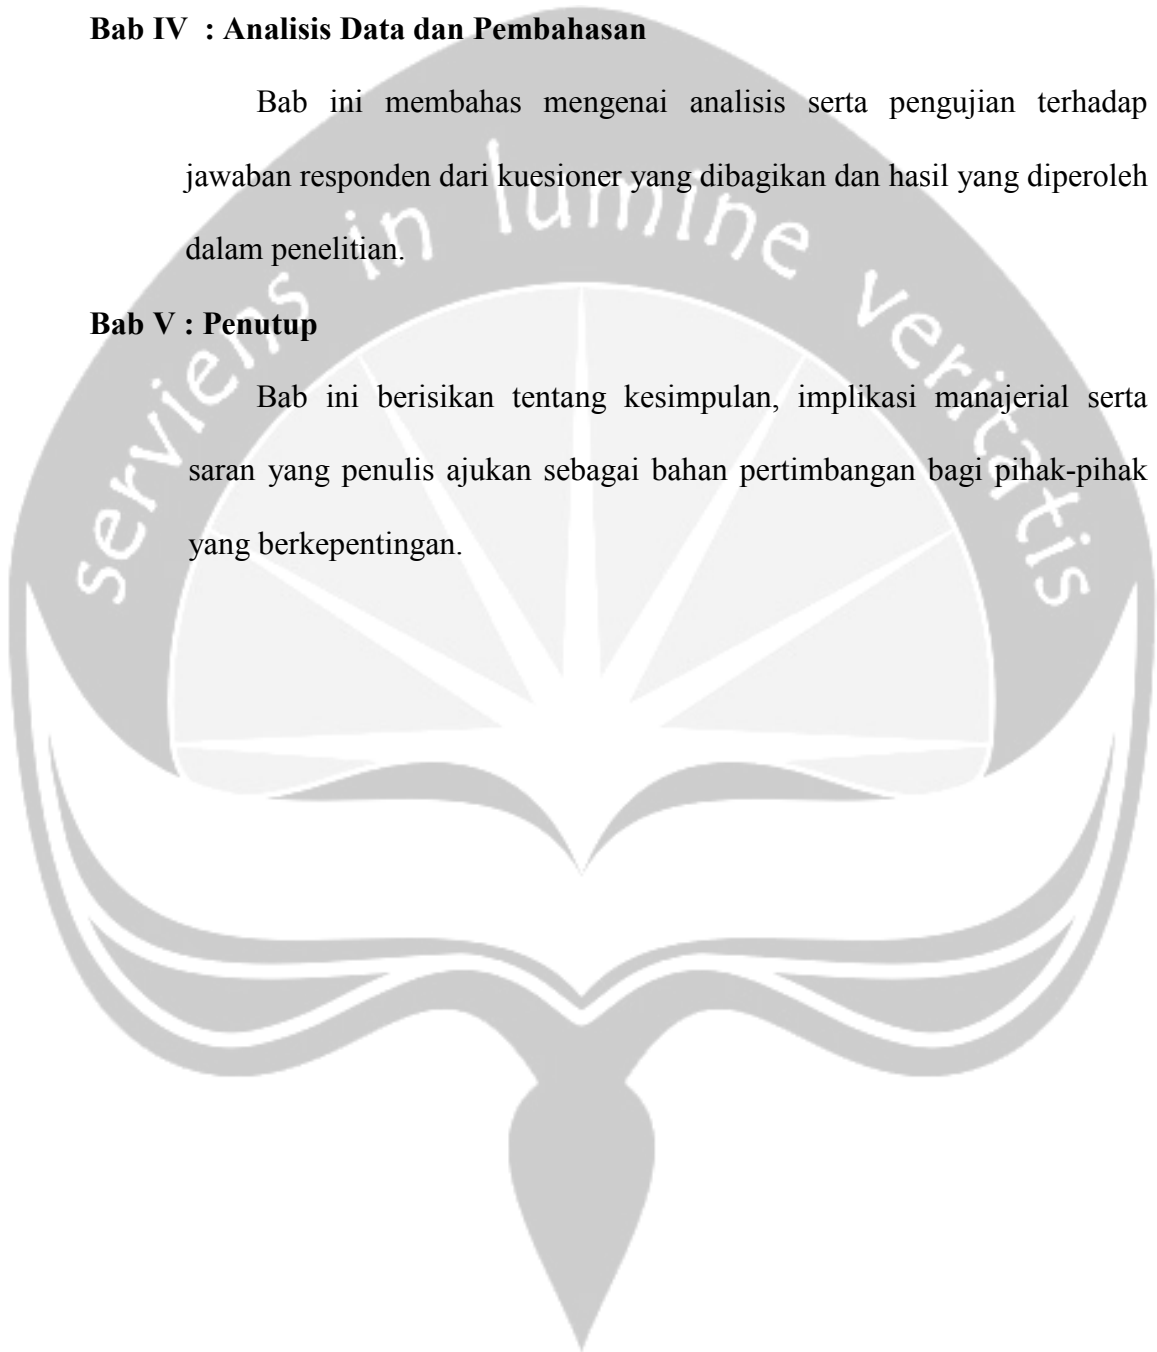 Bab IV : Analisis Data dan Pembahasan
Bab ini membahas mengenai analisis serta pengujian terhadap
jawaban responden dari kuesioner yang dibagikan dan hasil yang diperoleh
dalam penelitian.
Bab V : Penutup
Bab ini berisikan tentang kesimpulan, implikasi manajerial serta
saran yang penulis ajukan sebagai bahan pertimbangan bagi pihak-pihak
yang berkepentingan.
serviens in lumine veritatis